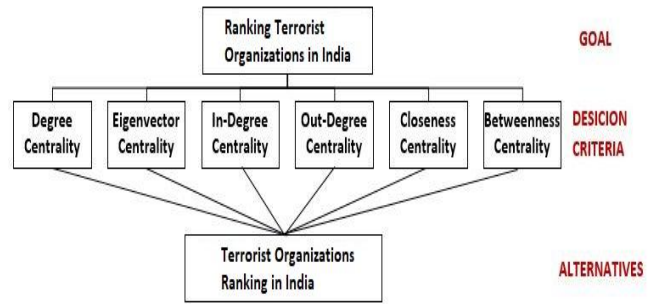 Ranking Terrorist
Organizations in India
GOAL
Degree
Centrality
Eigenvector
Centrality
In-Degree
Centrality
Out-Degree
Centrality
Closeness
Centrality
Betweenness
Centrality
DESICION
CRITERIA
Terrorist Organizations
Ranking in India
ALTERNATIVES